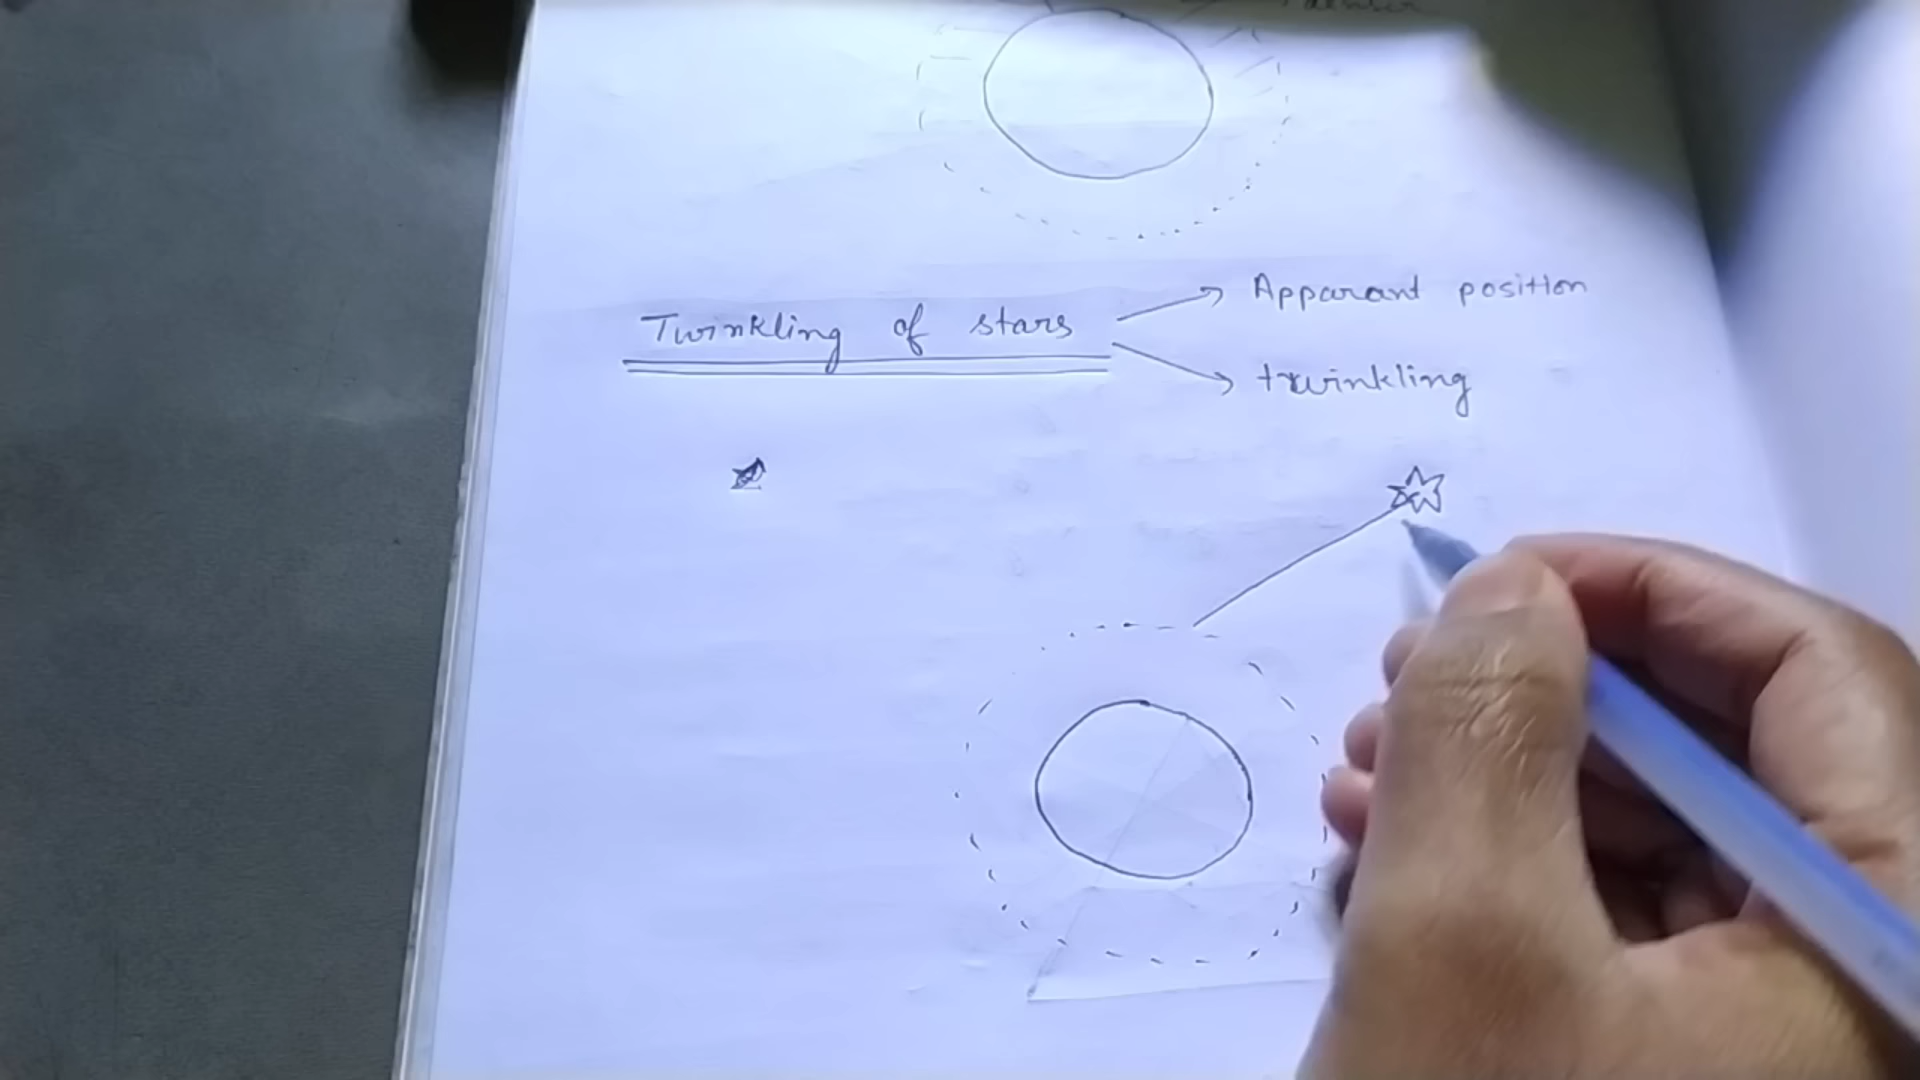 Apparant position
Twinkling of stars
twinkling